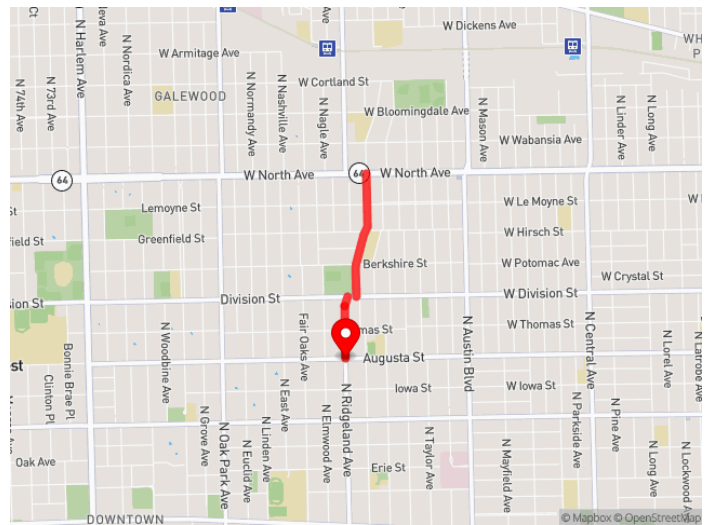 Ct
Neva Ave
N Nordica Ave
N Harlem Ave
W Armitage Ave
W Dickens Ave
N 74th Ave
N 73rd Ave
GALEWOOD
N Normandy Ave
N Nashville Ave
W Cortland St
N Nagle Ave
W Bloomingdale Ave
N Mason Ave
W Wabansia Ave
N Linder Ave
N Long Ave
64
W North Ave
64
W North Ave
Lemoyne St
W Le Moyne St
Greenfield St
W Hirsch St
Berkshire St
W Potomac Ave
W Crystal St
Division St
W Division St
Fair Oaks Ave
W Thomas St
N Woodbine Ave
Bonnie Brae Pl
Clinton Pl
Augusta St
N Austin Blvd
N Central Ave
N Lorel Ave
N Latrobe Ave
Iowa St
W Iowa St
N Grove Ave
N Oak Park Ave
N Euclid Ave
N Linden Ave
N East Ave
N Elmwood Ave
N Ridgeland Ave
N Taylor Ave
N Mayfield Ave
N Parkside Ave
N Pine Ave
N Long Ave
N Lockwood Ave
Oak Ave
Erie St
DOWNTOWN
© Mapbox © OpenStreetMap